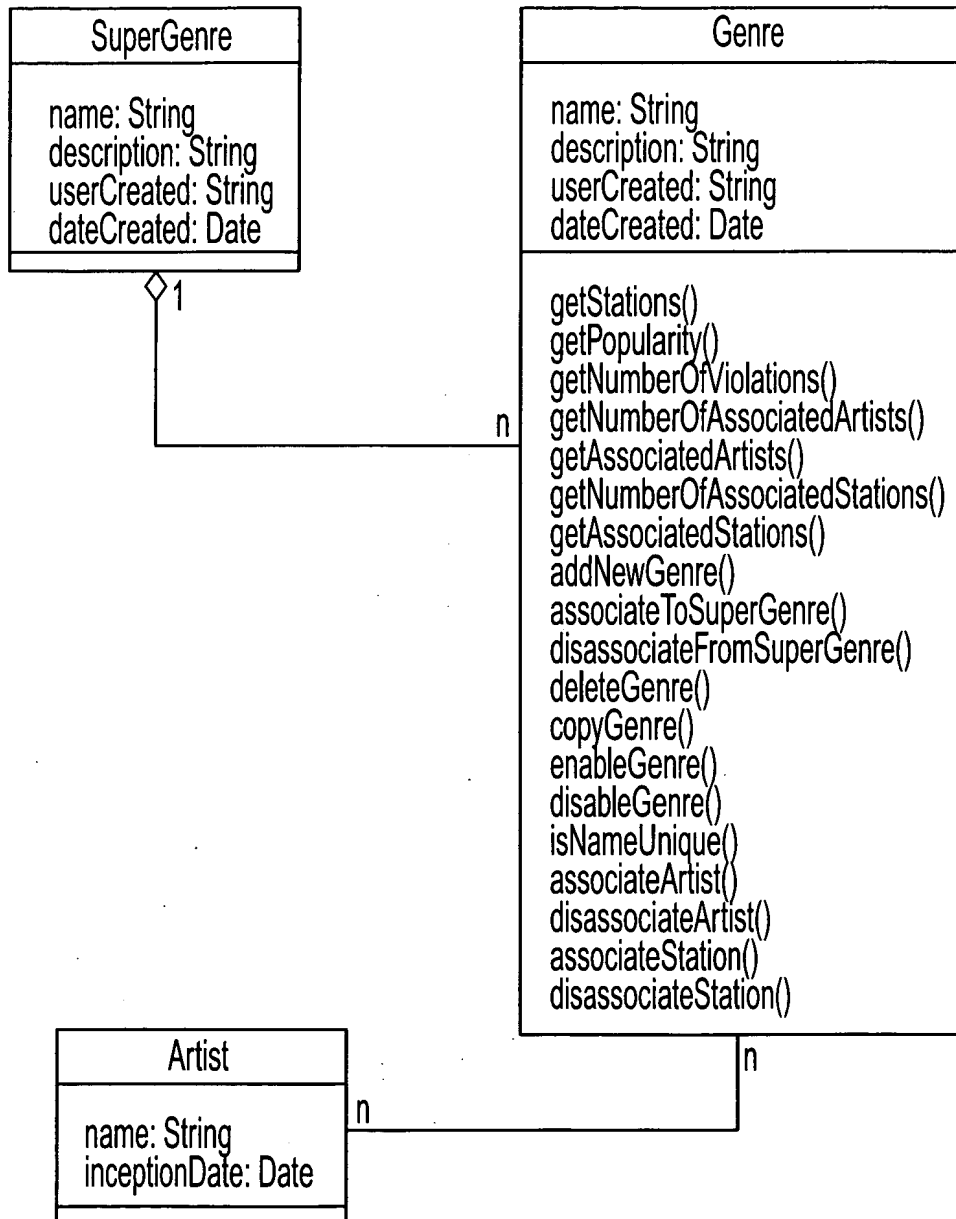 SuperGenre
name: String
description: String
userCreated: String
dateCreated: Date
1
n
Genre
name: String
description: String
userCreated: String
dateCreated: Date
getStations()
getPopularity()
getNumberOfViolations()
getNumberOfAssociatedArtists()
getAssociatedArtists()
getNumberOfAssociatedStations()
getAssociatedStations()
addNewGenre()
associateToSuperGenre()
disassociateFromSuperGenre()
deleteGenre()
copyGenre()
enableGenre()
disableGenre()
isNameUnique()
associateArtist()
disassociateArtist()
associateStation()
disassociateStation()
n
Artist
n
name: String
inceptionDate: Date